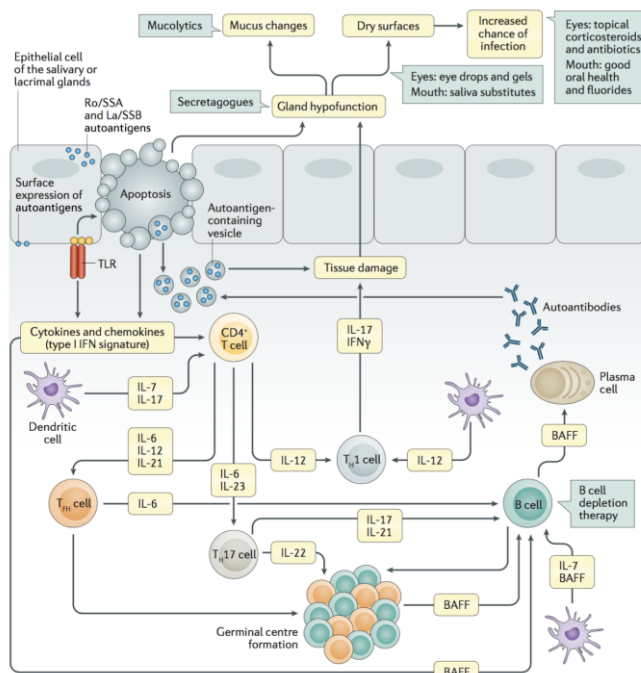 Mucolytics
Mucus changes
Dry surfaces
Increased
chance of
infection
Eyes: topical
corticosteroids
and antibiotics
Mouth: good
oral health
and fluorides
Epithelial cell
of the salivary or
lacrimal glands
Ro/SSA
and La/SSB
autoantigens
Secretagogues
Gland hypofunction
Eyes: eye drops and gels
Mouth: saliva substitutes
Surface
expression of
autoantigens
Apoptosis
Autoantigen-
containing
vesicle
TLR
Tissue damage
Autoantibodies
Cytokines and chemokines
(type I IFN signature)
CD4⁺
T cell
IL-17
IFNγ
Plasma
cell
IL-7
IL-17
Dendritic
cell
BAFF
IL-6
IL-12
IL-21
IL-12
T_H1 cell
IL-12
IL-6
IL-23
T_FH cell
IL-6
IL-17
IL-21
B cell
B cell
depletion
therapy
T_H17 cell
IL-22
IL-7
BAFF
BAFF
Germinal centre
formation
BAFF